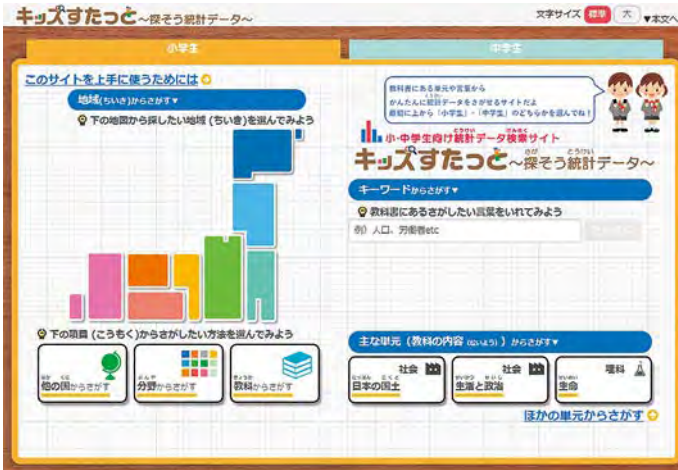 キッズすたっと～探そう統計データ～
文字サイズ 標準 大 ▼本文へ
小学生
中学生
このサイトを上手に使うためには
地域(ちいき)からさがす▼
下の地図から探したい地域 (ちいき)を選んでみよう
下の項目 (こうもく)からさがしたい方法を選んでみよう
他の国からさがす
分野からさがす
教科からさがす
教科書にある単元や言葉から
かんたんに統計データをさがせるサイトだよ
最初に上から「小学生」・「中学生」のどちらかを選んでね！
小・中学生向け統計データ検索サイト
キッズすたっと～探そう統計データ～
キーワードからさがす▼
教科書にあるさがしたい言葉をいれてみよう
例）人口、労働者etc
主な単元（教科の内容 (ないよう) ）からさがす▼
社会
日本の国土
社会
生活と政治
理科
生命
ほかの単元からさがす